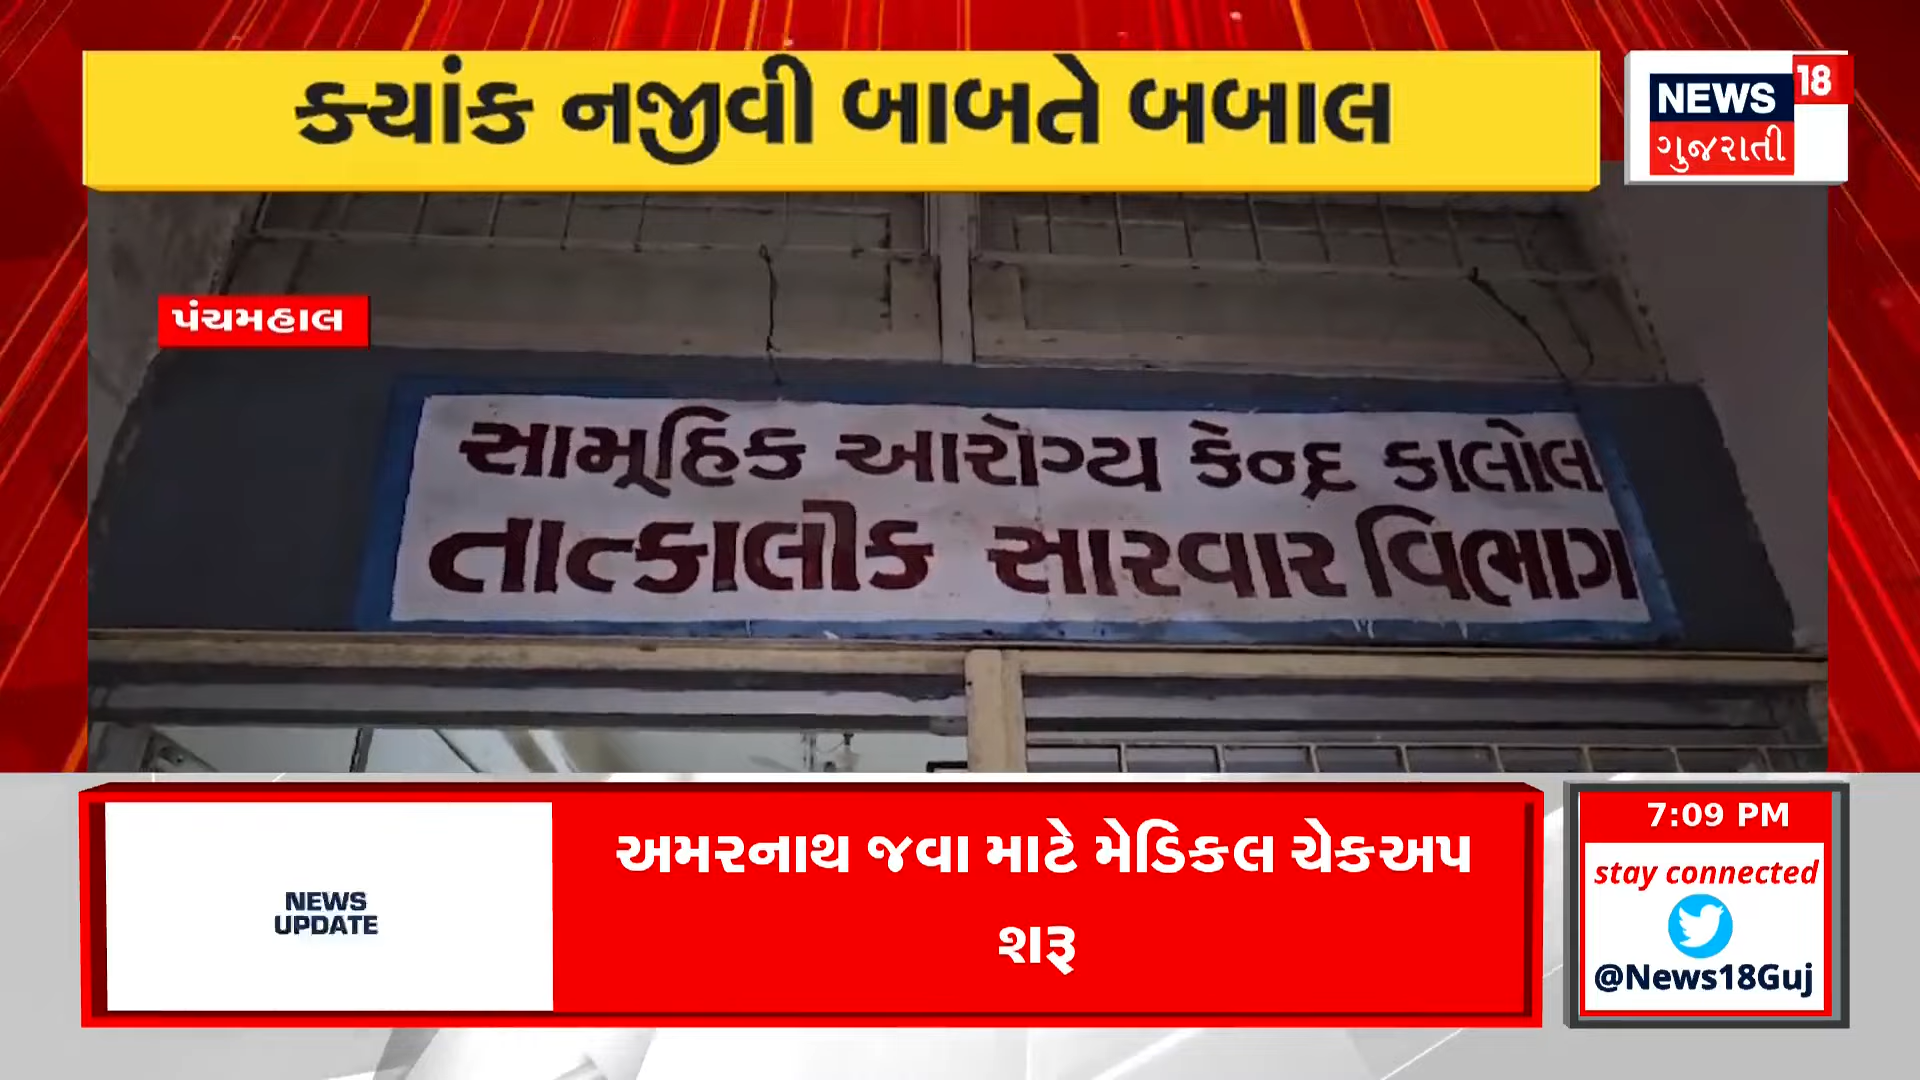 ક્યાંક નજીવી બાબતે બબાલ
NEWS 18
ગુજરાતી
પંચમહાલ
સામૂહિક આરોગ્ય કેન્દ્ર કાલોલ
તાત્કાલીક સારવાર વિભાગ
NEWS
UPDATE
અમરનાથ જવા માટે મેડિકલ ચેકઅપ
શરૂ
7:09 PM
stay connected
@News18Guj